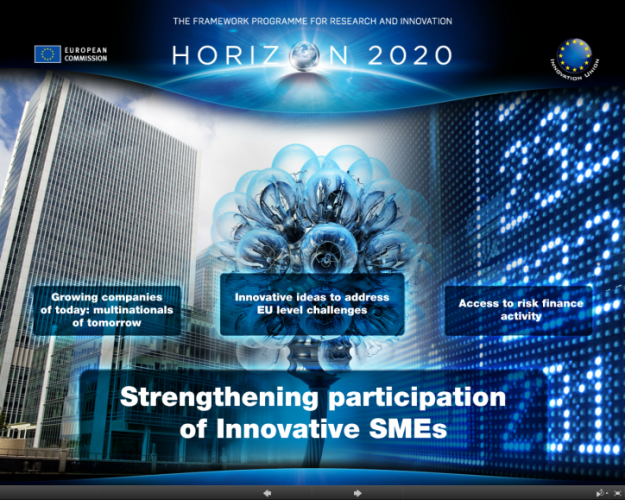 THE FRAMEWORK PROGRAMME FOR RESEARCH AND INNOVATION
EUROPEAN
COMMISSION
HORIZON 2020
INNOVATION UNION
Growing companies
of today: multinationals
of tomorrow
Innovative ideas to address
EU level challenges
Access to risk finance
activity
Strengthening participation
of Innovative SMEs